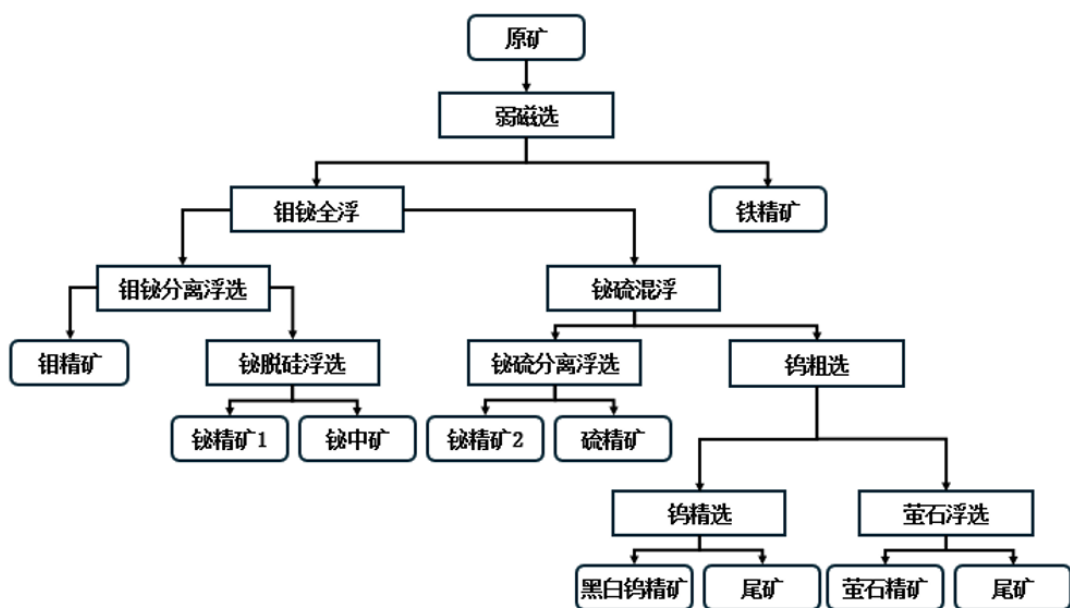 原矿
弱磁选
钼铋全浮
铁精矿
钼铋分离浮选
铋硫混浮
钼精矿
铋脱硅浮选
铋硫分离浮选
钨粗选
铋精矿1
铋中矿
铋精矿2
硫精矿
钨精选
萤石浮选
黑白钨精矿
尾矿
萤石精矿
尾矿